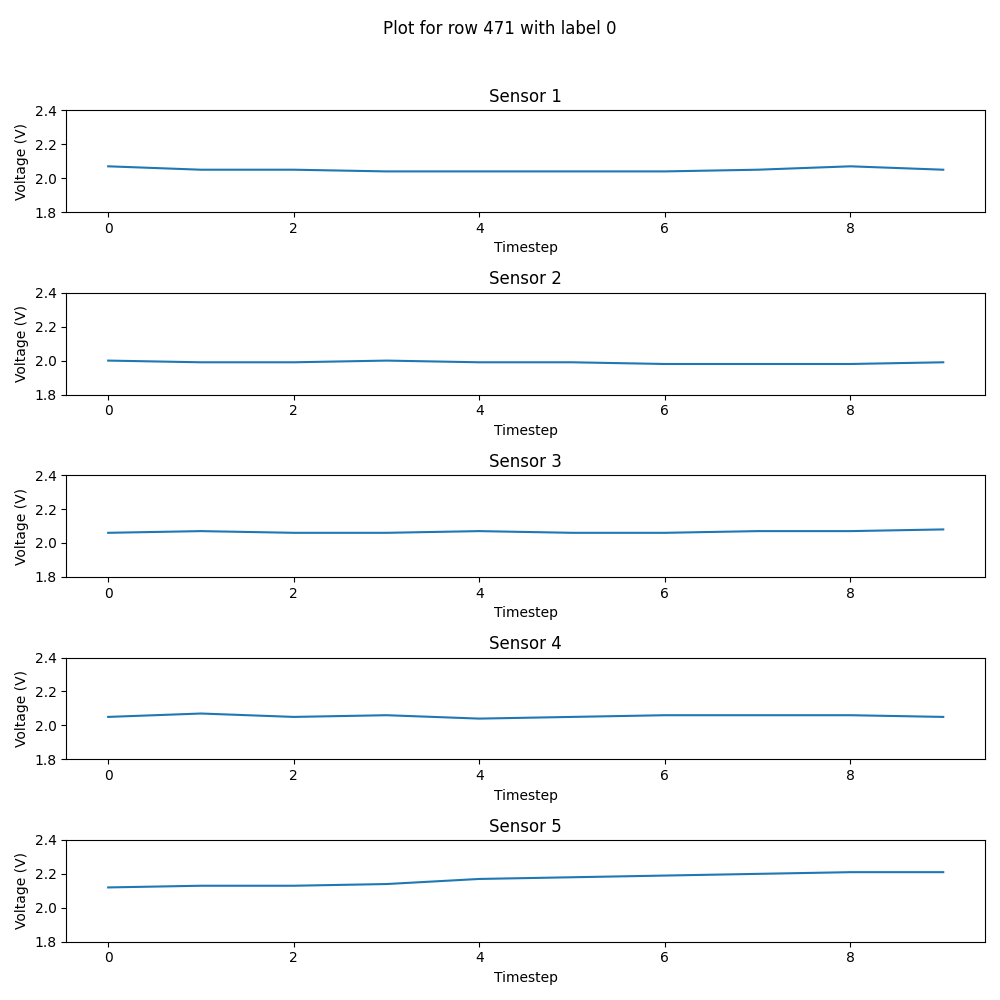 Plot for row 471 with label 0
Sensor 1
2.4
2.2
2.0
1.8
Voltage (V)
0 2 4 6 8
Timestep
Sensor 2
2.4
2.2
2.0
1.8
Voltage (V)
0 2 4 6 8
Timestep
Sensor 3
2.4
2.2
2.0
1.8
Voltage (V)
0 2 4 6 8
Timestep
Sensor 4
2.4
2.2
2.0
1.8
Voltage (V)
0 2 4 6 8
Timestep
Sensor 5
2.4
2.2
2.0
1.8
Voltage (V)
0 2 4 6 8
Timestep